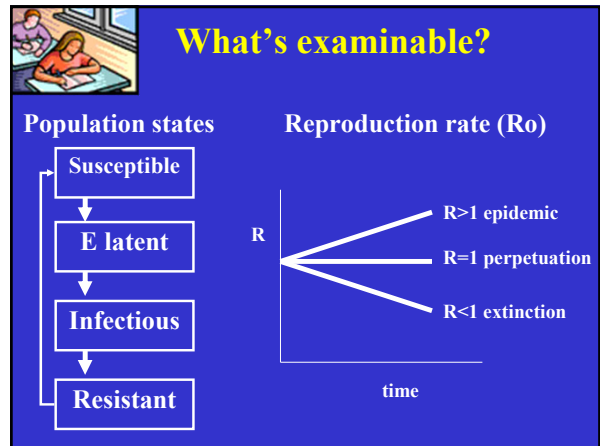 What's examinable?
Population states
Susceptible
E latent
Infectious
Resistant
Reproduction rate (Ro)
R
R>1 epidemic
R=1 perpetuation
R<1 extinction
time